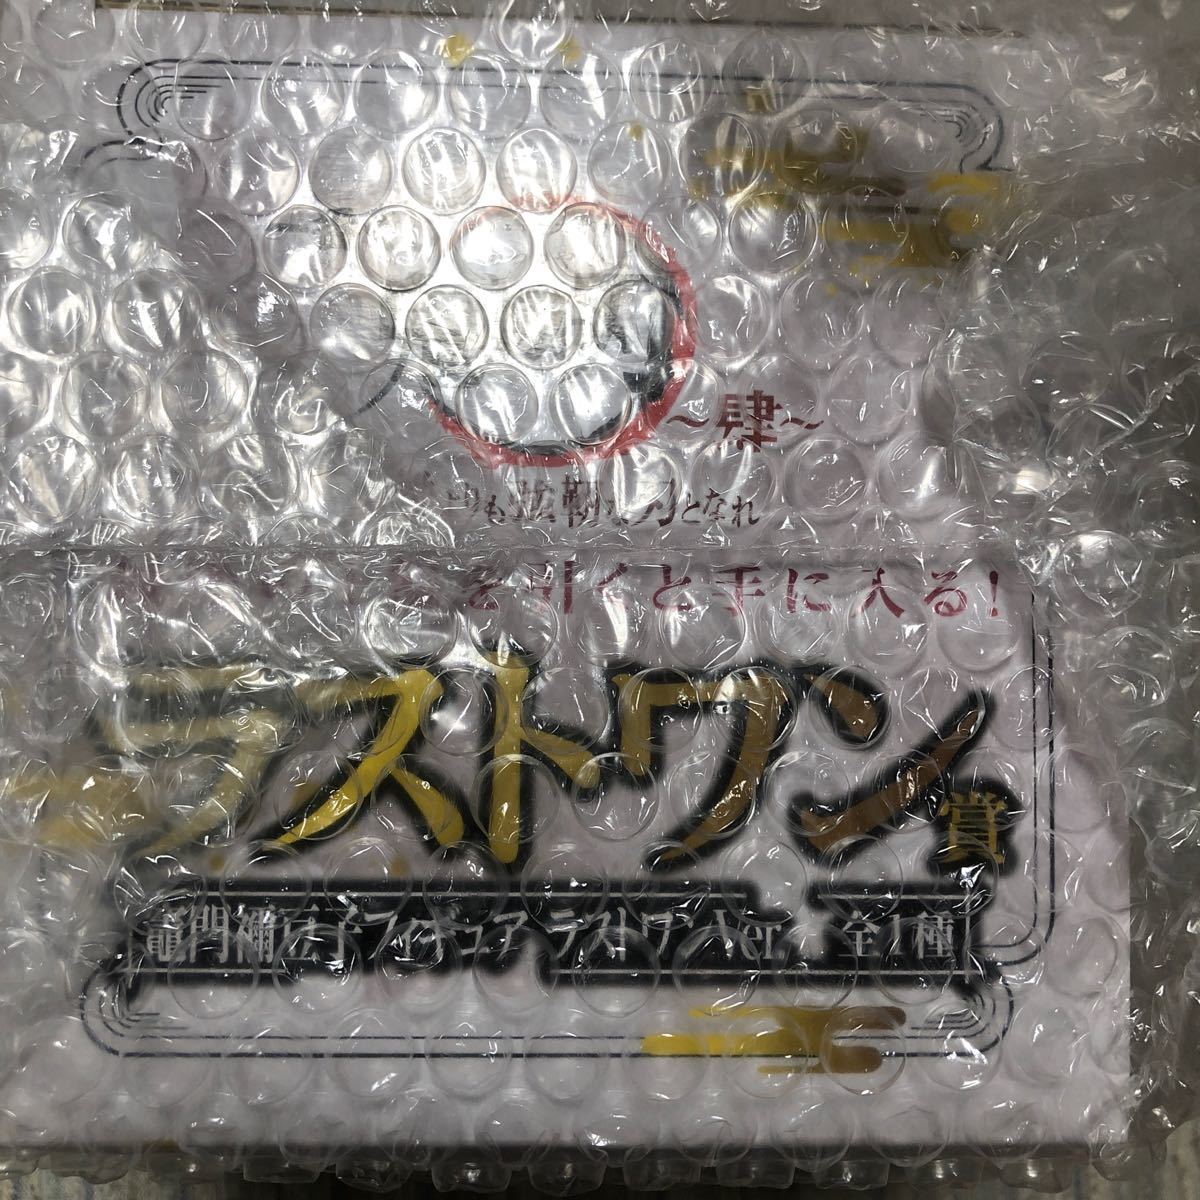 ～肆～
も強靭な刀となれ
を引くと手に入る!
ラストワン賞
竈門禰豆子フィギュア ラストワンver. 全1種